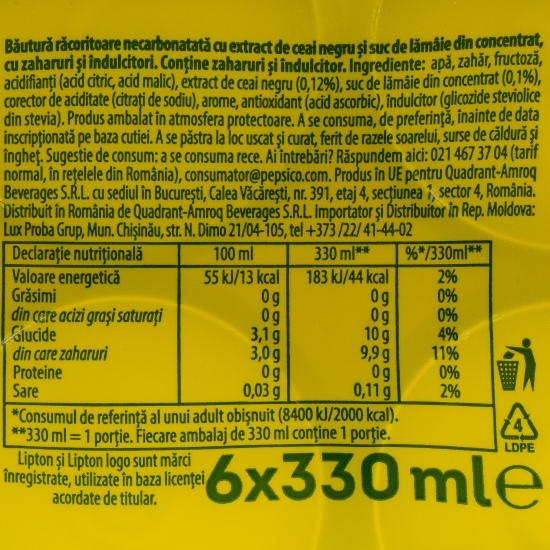 Băutură răcoritoare necarbonatată cu extract de ceai negru și suc de lămâie din concentrat,
cu zaharuri și îndulcitori. Conține zaharuri și îndulcitor. Ingrediente: apă, zahăr, fructoză,
acidifianți (acid citric, acid malic), extract de ceai negru (0,12%), suc de lămâie din concentrat (0,1%),
corector de aciditate (citrați de sodiu), arome, antioxidant (acid ascorbic), îndulcitor (glicozide steviolice
din stevia). Produs ambalat în atmosfera protectoare. A se consuma, de preferință, înainte de data
inscripționată pe baza cutiei. A se păstra la loc uscat și curat, ferit de razele soarelui, surse de căldură și
îngheț. Sugestie de consum: a se consuma rece. Ai întrebări? Răspundem aici: 021 467 37 04 (tarif
normal, în rețelele din România), consumator@pepsico.com. Produs în UE pentru Quadrant-Amroq
Beverages S.R.L. cu sediul în București, Calea Văcărești, nr. 391, etaj 4, secțiunea 1, sector 4, România.
Distribuit în România de Quadrant-Amroq Beverages S.R.L. Importator și Distribuitor în Rep. Moldova:
Lux Proba Grup, Mun. Chișinău, str. N. Dimo 21/04-105, tel +373 /22/ 41-44-02
Declarație nutrițională 100 ml 330 ml** %*/330ml**
Valoare energetică 55 kJ/13 kcal 183 kJ/44 kcal 2%
Grăsimi 0 g 0 g 0%
din care acizi grași saturați 0 g 0 g 0%
Glucide 3,1 g 10 g 4%
din care zaharuri 3,0 g 9,9 g 11%
Proteine 0 g 0 g 0%
Sare 0,03 g 0,11 g 2%
*Consumul de referință al unui adult obișnuit (8400 kJ/2000 kcal).
**330 ml = 1 porție. Fiecare ambalaj de 330 ml conține 1 porție.
4
LDPE
Lipton și Lipton logo sunt mărci
înregistrate, utilizate în baza licenței
acordate de titular.
6x330 ml e